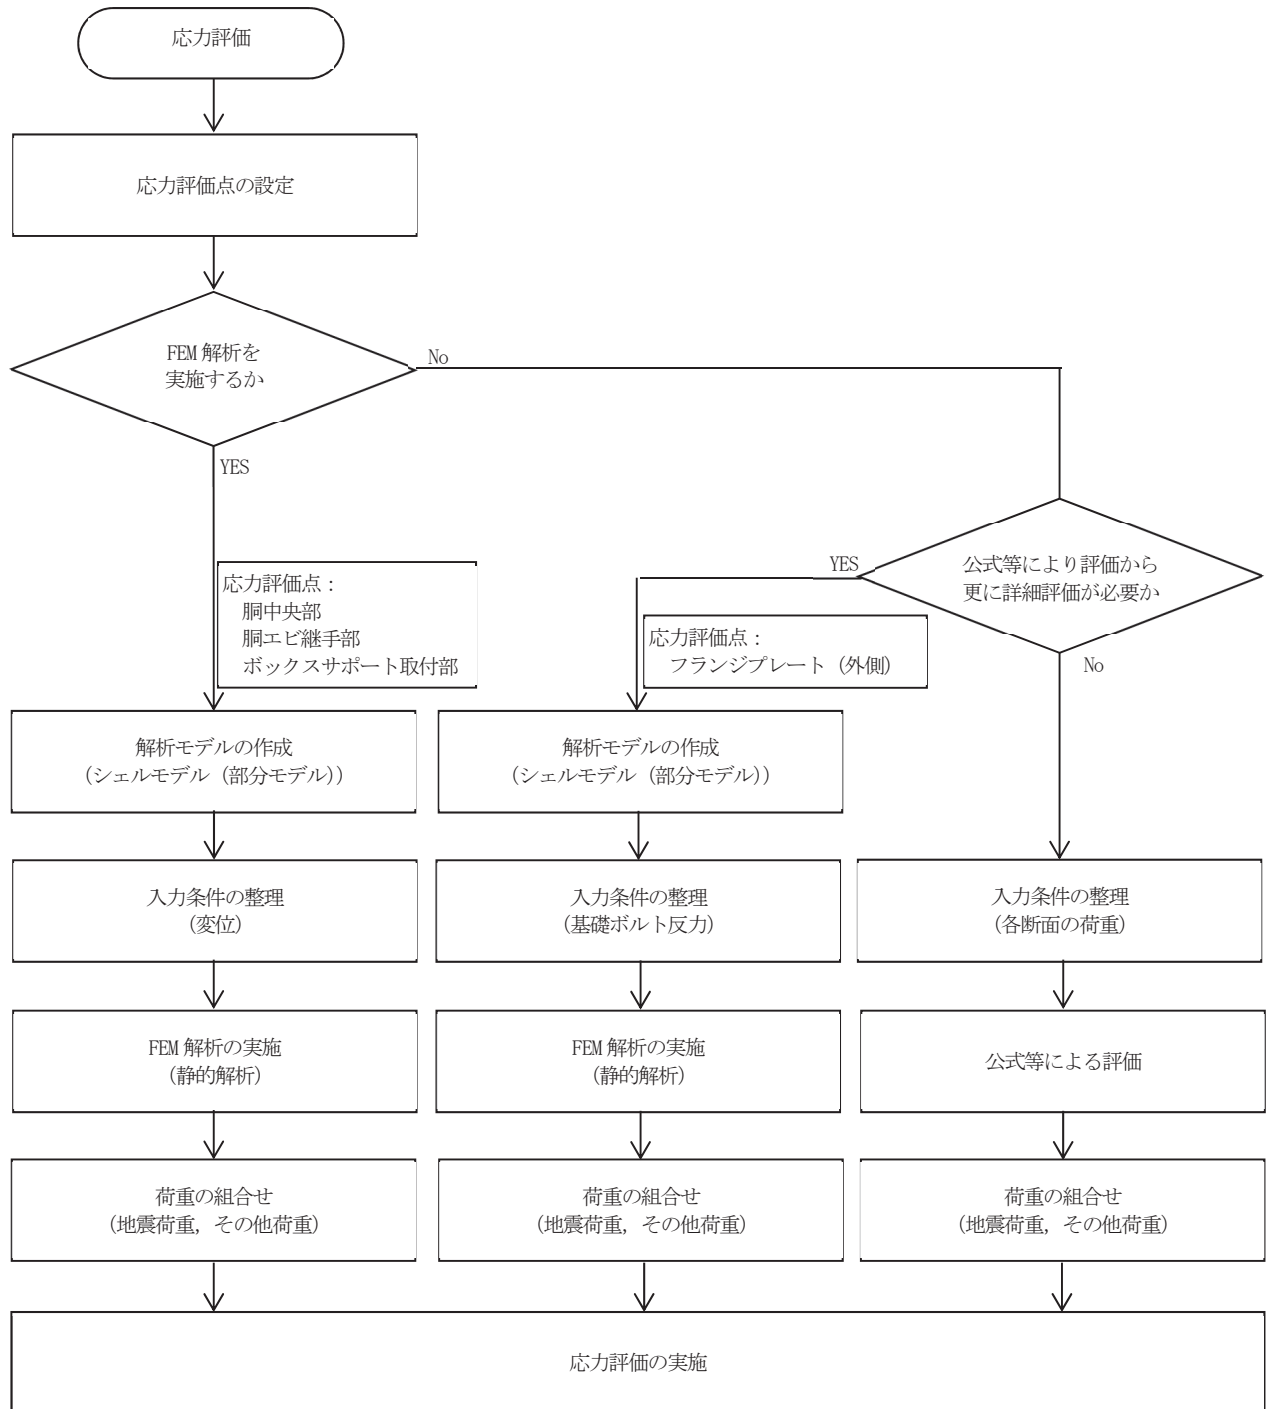 応力評価
応力評価点の設定
FEM 解析を
実施するか
No
YES
公式等により評価から
更に詳細評価が必要か
YES
No
応力評価点：
胴中央部
胴エビ継手部
ボックスサポート取付部
応力評価点：
フランジプレート（外側）
解析モデルの作成
（シェルモデル（部分モデル））
解析モデルの作成
（シェルモデル（部分モデル））
入力条件の整理
（変位）
入力条件の整理
（基礎ボルト反力）
入力条件の整理
（各断面の荷重）
FEM 解析の実施
（静的解析）
FEM 解析の実施
（静的解析）
公式等による評価
荷重の組合せ
（地震荷重，その他荷重）
荷重の組合せ
（地震荷重，その他荷重）
荷重の組合せ
（地震荷重，その他荷重）
応力評価の実施